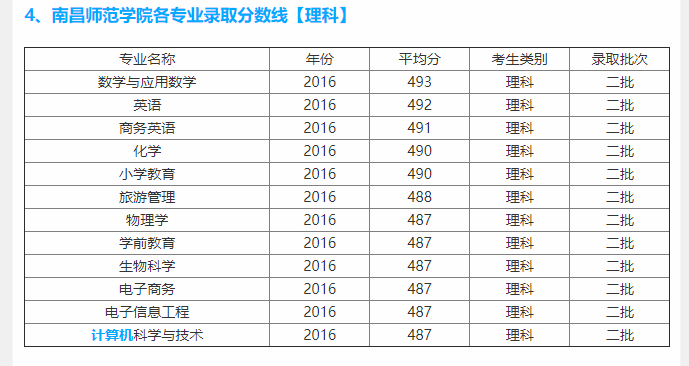 4、南昌师范学院各专业录取分数线【理科】
专业名称 年份 平均分 考生类别 录取批次
数学与应用数学 2016 493 理科 二批
英语 2016 492 理科 二批
商务英语 2016 491 理科 二批
化学 2016 490 理科 二批
小学教育 2016 490 理科 二批
旅游管理 2016 488 理科 二批
物理学 2016 487 理科 二批
学前教育 2016 487 理科 二批
生物科学 2016 487 理科 二批
电子商务 2016 487 理科 二批
电子信息工程 2016 487 理科 二批
计算机科学与技术 2016 487 理科 二批